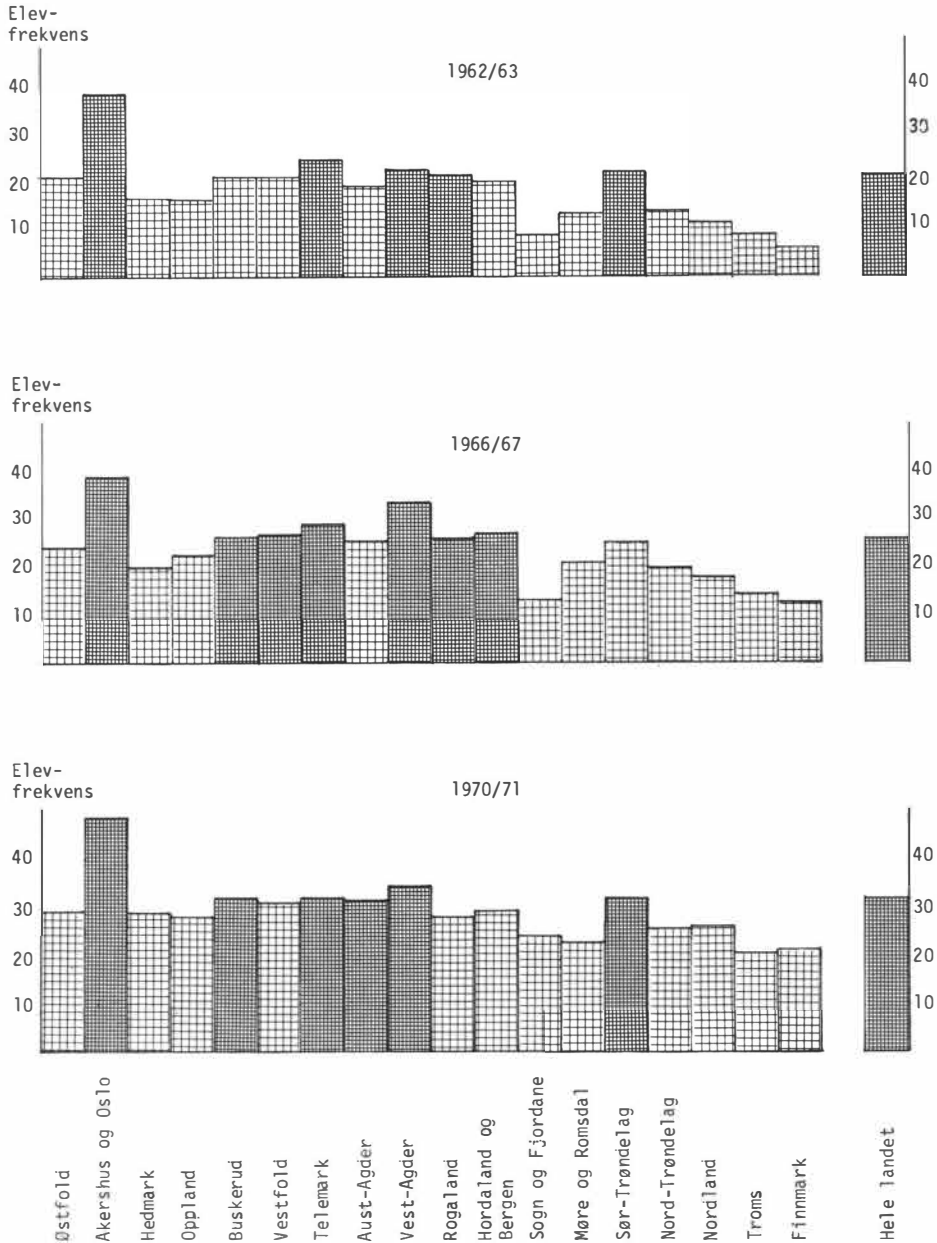 Elev-
frekvens
1962/63
40
30
20
10
40
30
20
10
Elev-
frekvens
1966/67
40
30
20
10
40
30
20
10
Elev-
frekvens
1970/71
40
30
20
10
40
30
20
10
Østfold
Akershus og Oslo
Hedmark
Oppland
Buskerud
Vestfold
Telemark
Aust-Agder
Vest-Agder
Rogaland
Hordaland og
Bergen
Sogn og Fjordane
Møre og Romsdal
Sør-Trøndelag
Nord-Trøndelag
Nordland
Troms
Finnmark
Hele landet